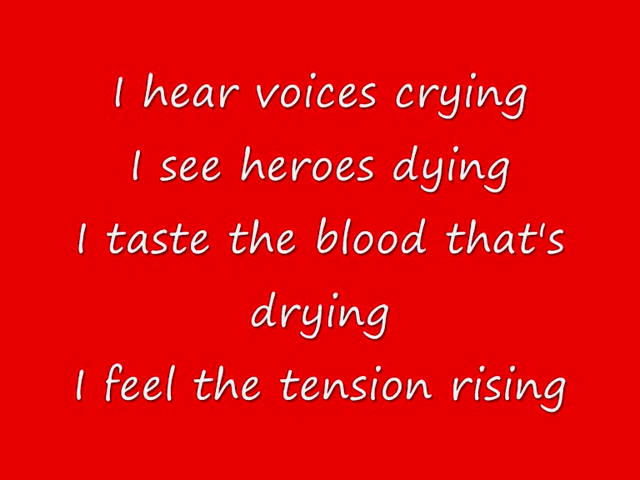 I hear voices crying
I see heroes dying
I taste the blood that's
drying
I feel the tension rising